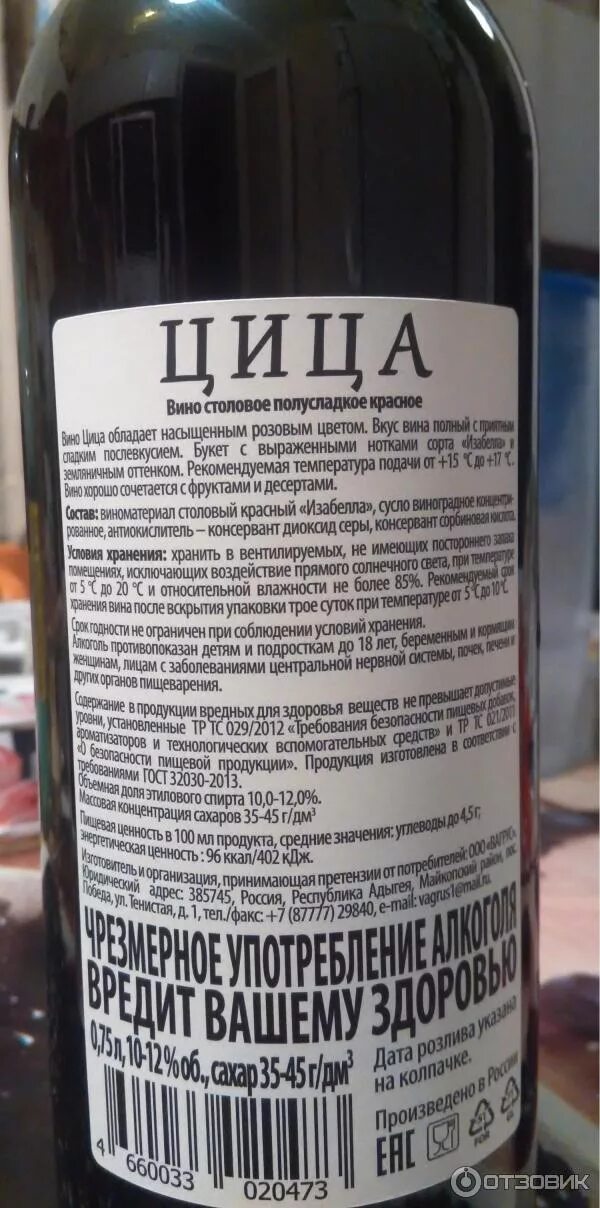 ЦИЦА
Вино столовое полусладкое красное
Вино Цица обладает насыщенным розовым цветом. Вкус вина полный с приятным
сладким послевкусием. Букет с выраженными нотками сорта «Изабелла» и
земляничным оттенком. Рекомендуемая температура подачи от +15 °С до +17 °С.
Вино хорошо сочетается с фруктами и десертами.
Состав: виноматериал столовый красный «Изабелла», сусло виноградное концентри-
рованное, антиокислитель – консервант диоксид серы, консервант сорбиновая кислота.
Условия хранения: хранить в вентилируемых, не имеющих постороннего запаха
помещениях, исключающих воздействие прямого солнечного света, при температуре
от 5 °С до 20 °С и относительной влажности не более 85%. Рекомендуемый срок
хранения вина после вскрытия упаковки трое суток при температуре от 5 °С до 10 °С.
Срок годности не ограничен при соблюдении условий хранения.
Алкоголь противопоказан детям и подросткам до 18 лет, беременным и кормящим
женщинам, лицам с заболеваниями центральной нервной системы, почек, печени и
других органов пищеварения.
Содержание в продукции вредных для здоровья веществ не превышает допустимые
уровни, установленные ТР ТС 029/2012 «Требования безопасности пищевых добавок,
ароматизаторов и технологических вспомогательных средств» и ТР ТС 021/2011
«О безопасности пищевой продукции». Продукция изготовлена в соответствии с
требованиями ГОСТ 32030-2013.
Объемная доля этилового спирта 10,0-12,0%.
Массовая концентрация сахаров 35-45 г/дм³
Пищевая ценность в 100 мл продукта, средние значения: углеводы до 4,5 г;
энергетическая ценность : 96 ккал/402 кДж.
Изготовитель и организация, принимающая претензии от потребителей: ООО «ВАГРУС».
Юридический адрес: 385745, Россия, Республика Адыгея, Майкопский район, пос.
Победа, ул. Тенистая, д. 1, тел./факс: +7 (87777) 29840, e-mail: vagrus1@mail.ru.
ЧРЕЗМЕРНОЕ УПОТРЕБЛЕНИЕ АЛКОГОЛЯ
ВРЕДИТ ВАШЕМУ ЗДОРОВЬЮ
0,75 л, 10-12% об., сахар 35-45 г/дм³
Дата розлива указана
на колпачке.
Произведено в России
EAC
4 660033 020473
ОТЗОВИК